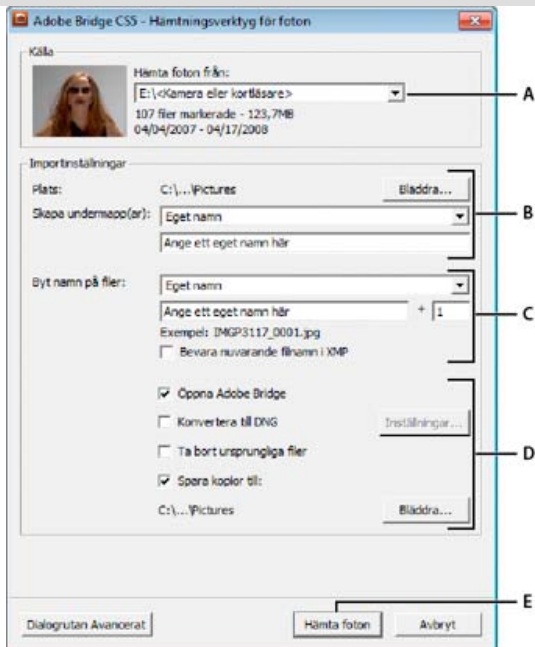 Adobe Bridge CS5 - Hämtningsverktyg för foton
Källa
Hämta foton från:
E:\<Kamera eller kortläsare>
A
107 filer markerade - 123,7MB
04/04/2007 - 04/17/2008
Importinställningar
Plats: C:\...\Pictures Bläddra...
Skapa undermapp(ar): Eget namn
B
Ange ett eget namn här
Byt namn på filer: Eget namn
Ange ett eget namn här + 1
C
Exempel: IMGP3117_0001.jpg
Bevara nuvarande filnamn i XMP
Öppna Adobe Bridge
Konvertera till DNG Inställningar...
Ta bort ursprungliga filer
D
Spara kopior till:
C:\...\Pictures Bläddra...
E
Dialogrutan Avancerat Hämta foton Avbryt